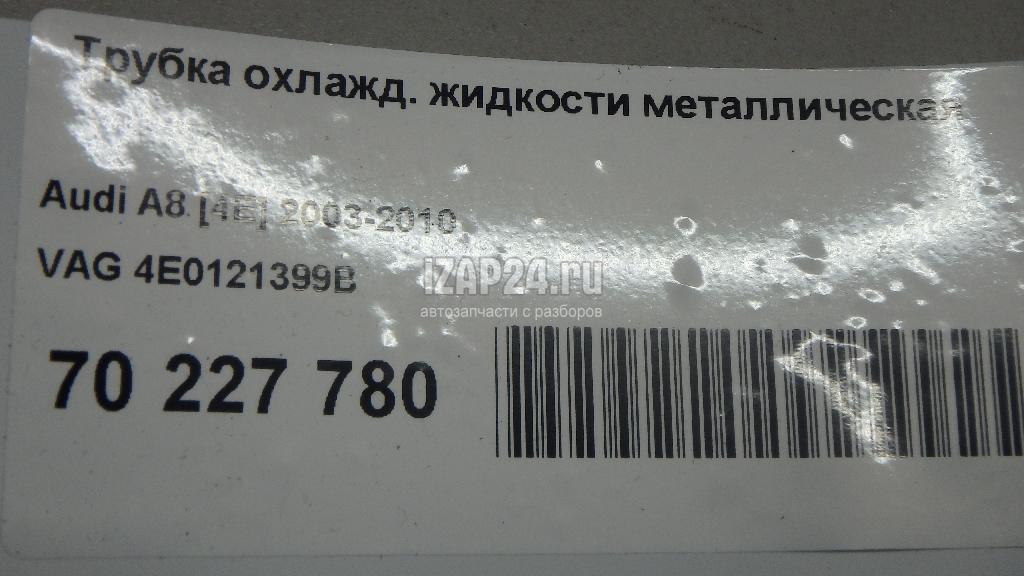 Трубка охлажд. жидкости металлическая
Audi A8 [4E] 2003-2010
VAG 4E0121399B
IZAP24.ru
автозапчасти с разборов
70 227 780